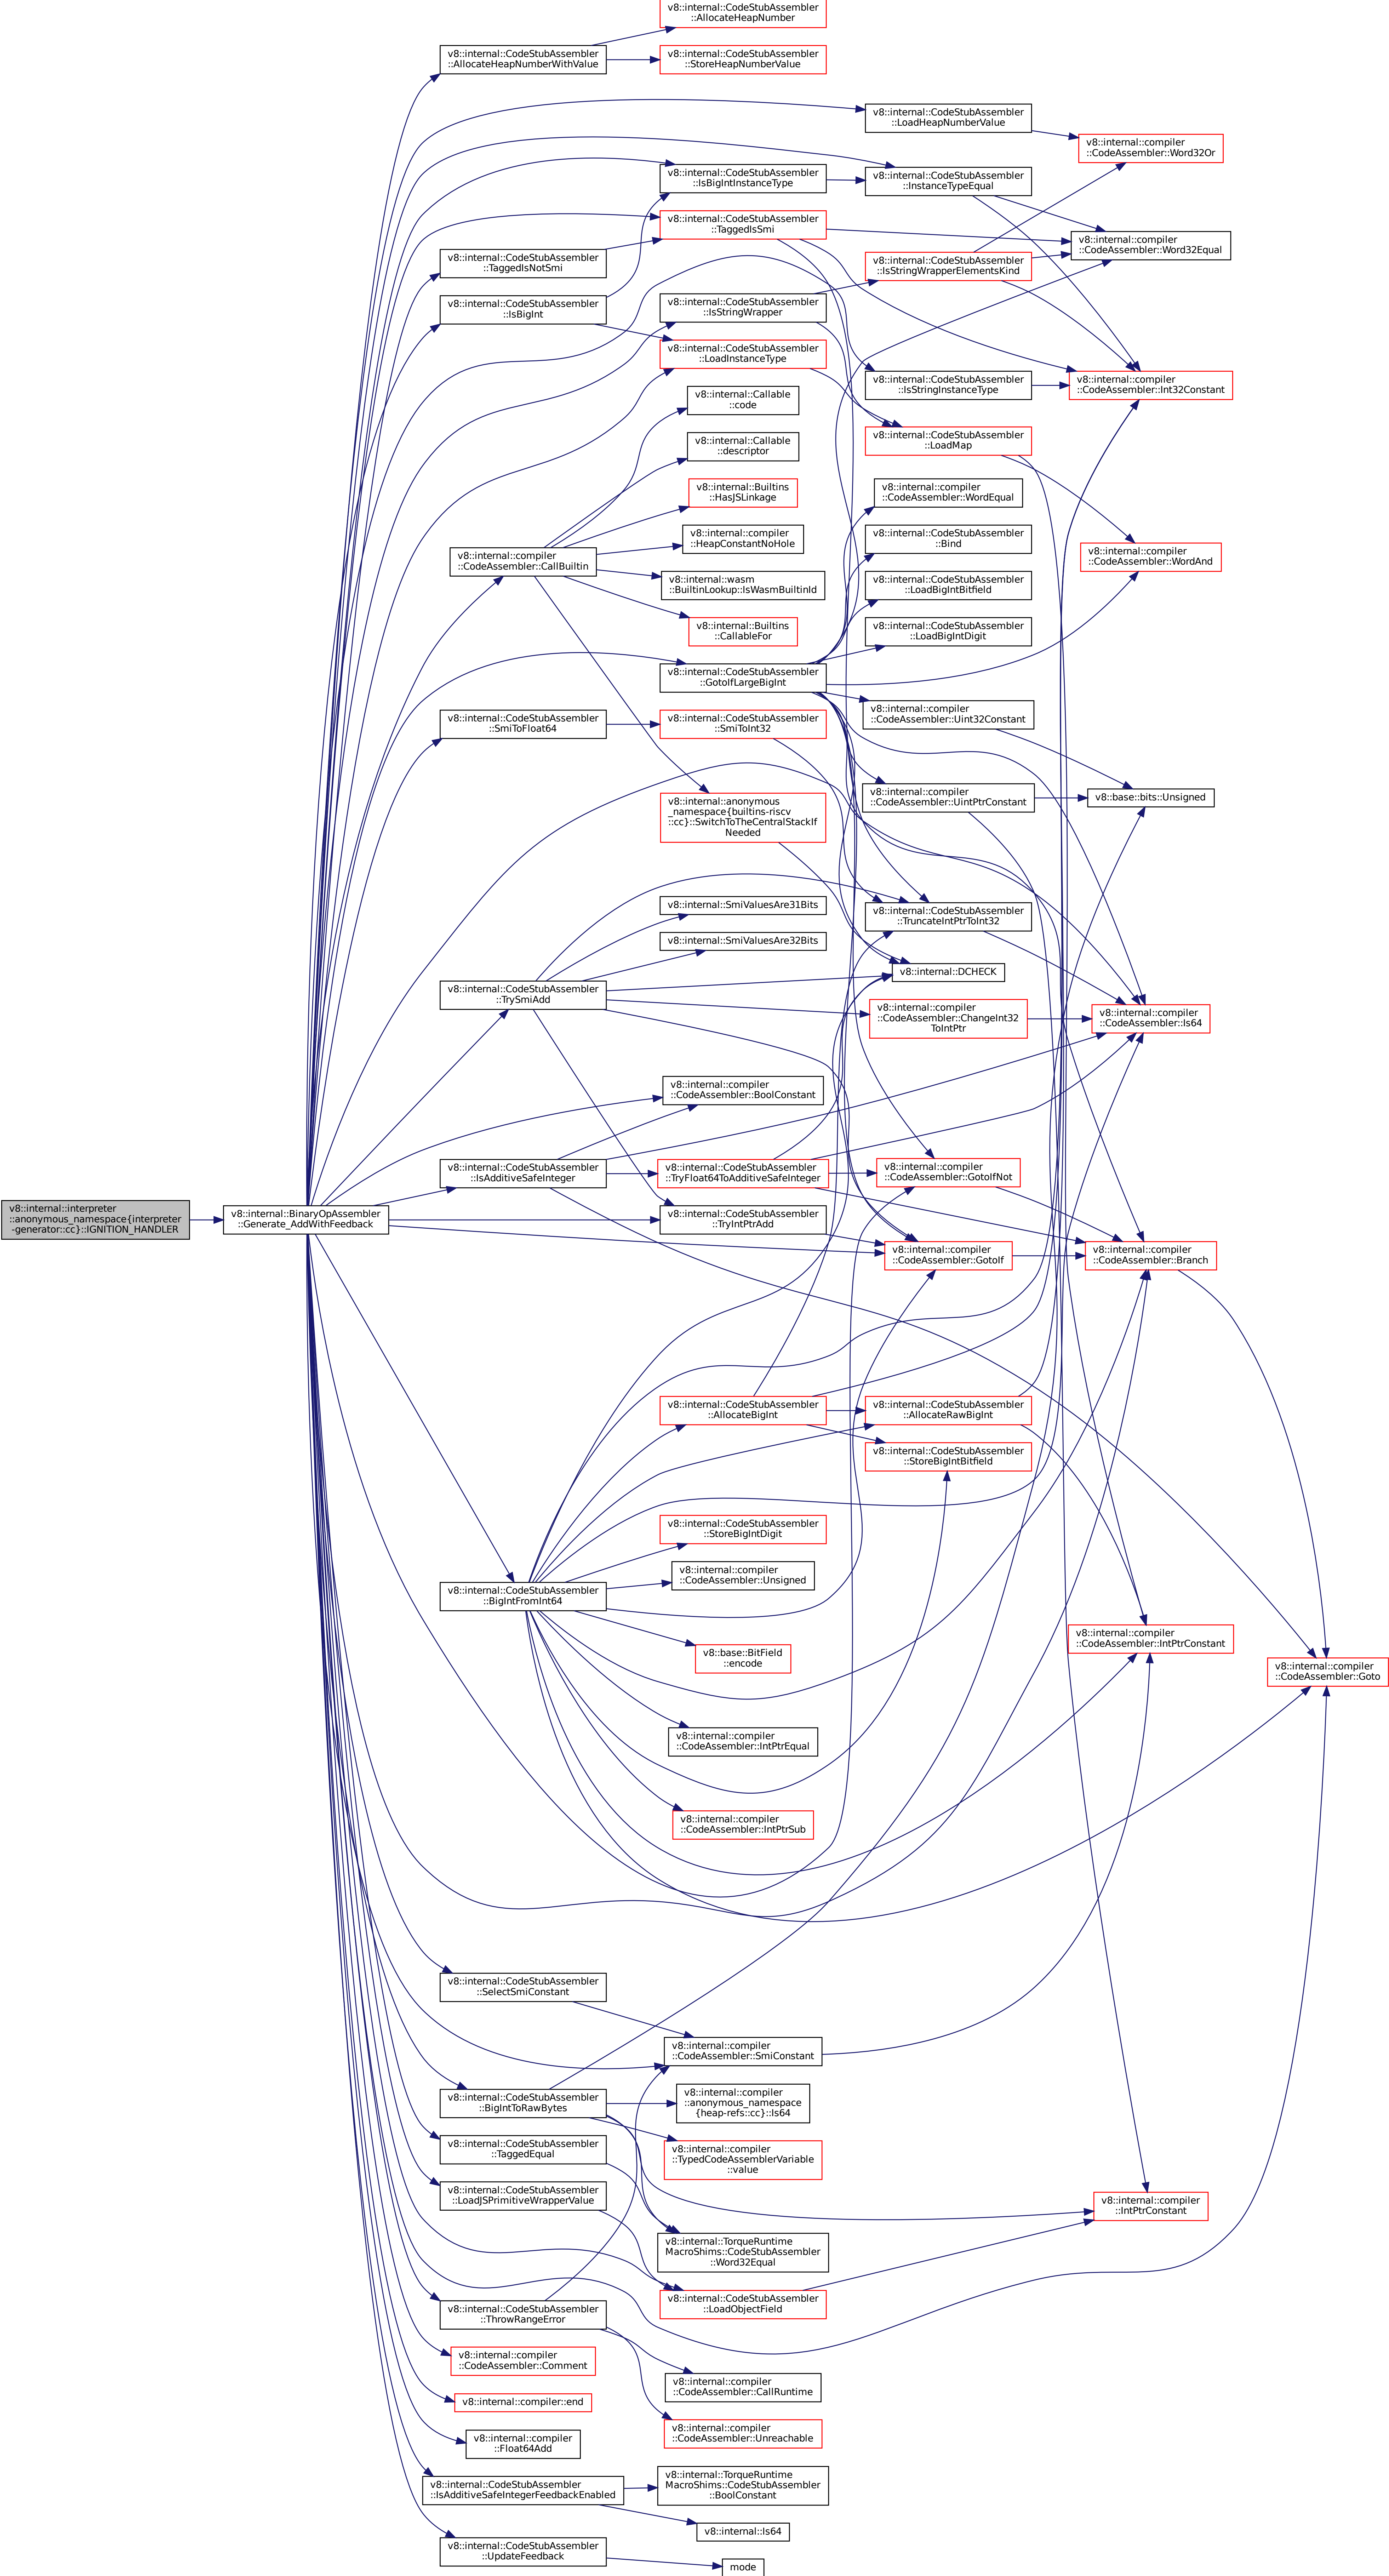 v8::internal::CodeStubAssembler
::AllocateHeapNumber
v8::internal::CodeStubAssembler
::AllocateHeapNumberWithValue
v8::internal::CodeStubAssembler
::StoreHeapNumberValue
v8::internal::CodeStubAssembler
::LoadHeapNumberValue
v8::internal::compiler
::CodeAssembler::Word32Or
v8::internal::CodeStubAssembler
::IsBigIntInstanceType
v8::internal::CodeStubAssembler
::InstanceTypeEqual
v8::internal::CodeStubAssembler
::TaggedIsSmi
v8::internal::compiler
::CodeAssembler::Word32Equal
v8::internal::CodeStubAssembler
::TaggedIsNotSmi
v8::internal::CodeStubAssembler
::IsStringWrapperElementsKind
v8::internal::CodeStubAssembler
::IsBigInt
v8::internal::CodeStubAssembler
::IsStringWrapper
v8::internal::CodeStubAssembler
::LoadInstanceType
v8::internal::CodeStubAssembler
::IsStringInstanceType
v8::internal::compiler
::CodeAssembler::Int32Constant
v8::internal::Callable
::code
v8::internal::Callable
::descriptor
v8::internal::CodeStubAssembler
::LoadMap
v8::internal::Builtins
::HasJSLinkage
v8::internal::compiler
::CodeAssembler::WordEqual
v8::internal::compiler
::HeapConstantNoHole
v8::internal::CodeStubAssembler
::Bind
v8::internal::compiler
::CodeAssembler::CallBuiltin
v8::internal::compiler
::CodeAssembler::WordAnd
v8::internal::wasm
::BuiltinLookup::IsWasmBuiltinId
v8::internal::CodeStubAssembler
::LoadBigIntBitfield
v8::internal::Builtins
::CallableFor
v8::internal::CodeStubAssembler
::LoadBigIntDigit
v8::internal::CodeStubAssembler
::GotoIfLargeBigInt
v8::internal::compiler
::CodeAssembler::Uint32Constant
v8::internal::CodeStubAssembler
::SmiToFloat64
v8::internal::CodeStubAssembler
::SmiToInt32
v8::internal::anonymous
_namespace{builtins-riscv
::cc}::SwitchToTheCentralStackIf
Needed
v8::internal::compiler
::CodeAssembler::UintPtrConstant
v8::base::bits::Unsigned
v8::internal::SmiValuesAre31Bits
v8::internal::CodeStubAssembler
::TruncateIntPtrToInt32
v8::internal::SmiValuesAre32Bits
v8::internal::DCHECK
v8::internal::CodeStubAssembler
::TrySmiAdd
v8::internal::compiler
::CodeAssembler::ChangeInt32
ToIntPtr
v8::internal::compiler
::CodeAssembler::Is64
v8::internal::compiler
::CodeAssembler::BoolConstant
v8::internal::CodeStubAssembler
::IsAdditiveSafeInteger
v8::internal::CodeStubAssembler
::TryFloat64ToAdditiveSafeInteger
v8::internal::compiler
::CodeAssembler::GotoIfNot
v8::internal::interpreter
::anonymous_namespace{interpreter
-generator::cc}::IGNITION_HANDLER
v8::internal::BinaryOpAssembler
::Generate_AddWithFeedback
v8::internal::CodeStubAssembler
::TryIntPtrAdd
v8::internal::compiler
::CodeAssembler::GotoIf
v8::internal::compiler
::CodeAssembler::Branch
v8::internal::CodeStubAssembler
::AllocateBigInt
v8::internal::CodeStubAssembler
::AllocateRawBigInt
v8::internal::CodeStubAssembler
::StoreBigIntBitfield
v8::internal::CodeStubAssembler
::StoreBigIntDigit
v8::internal::compiler
::CodeAssembler::Unsigned
v8::internal::CodeStubAssembler
::BigIntFromInt64
v8::internal::compiler
::CodeAssembler::IntPtrConstant
v8::base::BitField
::encode
v8::internal::compiler
::CodeAssembler::Goto
v8::internal::compiler
::CodeAssembler::IntPtrEqual
v8::internal::compiler
::CodeAssembler::IntPtrSub
v8::internal::CodeStubAssembler
::SelectSmiConstant
v8::internal::compiler
::CodeAssembler::SmiConstant
v8::internal::CodeStubAssembler
::BigIntToRawBytes
v8::internal::compiler
::anonymous_namespace
{heap-refs::cc}::Is64
v8::internal::CodeStubAssembler
::TaggedEqual
v8::internal::compiler
::TypedCodeAssemblerVariable
::value
v8::internal::CodeStubAssembler
::LoadJSPrimitiveWrapperValue
v8::internal::compiler
::IntPtrConstant
v8::internal::TorqueRuntime
MacroShims::CodeStubAssembler
::Word32Equal
v8::internal::CodeStubAssembler
::LoadObjectField
v8::internal::CodeStubAssembler
::ThrowRangeError
v8::internal::compiler
::CodeAssembler::Comment
v8::internal::compiler
::CodeAssembler::CallRuntime
v8::internal::compiler::end
v8::internal::compiler
::CodeAssembler::Unreachable
v8::internal::compiler
::Float64Add
v8::internal::CodeStubAssembler
::IsAdditiveSafeIntegerFeedbackEnabled
v8::internal::TorqueRuntime
MacroShims::CodeStubAssembler
::BoolConstant
v8::internal::Is64
v8::internal::CodeStubAssembler
::UpdateFeedback
mode